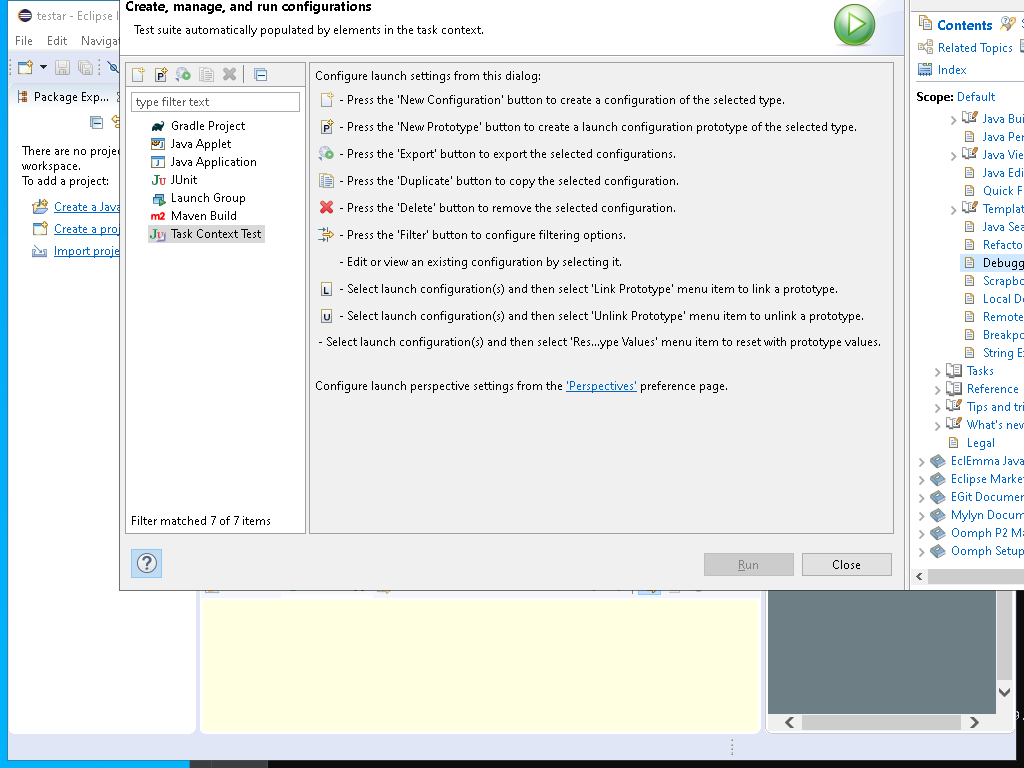 testar - Eclipse I
File Edit Navigat
Package Exp...
There are no proje
workspace.
To add a project:
Create a Java
Create a proj
Import proje
Create, manage, and run configurations
Test suite automatically populated by elements in the task context.
type filter text
Gradle Project
Java Applet
Java Application
Ju JUnit
Launch Group
m2 Maven Build
Ju Task Context Test
Filter matched 7 of 7 items
Configure launch settings from this dialog:
- Press the 'New Configuration' button to create a configuration of the selected type.
P - Press the 'New Prototype' button to create a launch configuration prototype of the selected type.
- Press the 'Export' button to export the selected configurations.
- Press the 'Duplicate' button to copy the selected configuration.
- Press the 'Delete' button to remove the selected configuration.
- Press the 'Filter' button to configure filtering options.
- Edit or view an existing configuration by selecting it.
L - Select launch configuration(s) and then select 'Link Prototype' menu item to link a prototype.
U - Select launch configuration(s) and then select 'Unlink Prototype' menu item to unlink a prototype.
- Select launch configuration(s) and then select 'Res...ype Values' menu item to reset with prototype values.
Configure launch perspective settings from the 'Perspectives' preference page.
?
Run
Close
Contents
Related Topics
Index
Scope: Default
Java Bui
Java Per
Java Vie
Java Edi
Quick F
Templat
Java Sea
Refacto
Debugg
Scrapbo
Local De
Remote
Breakpo
String E
Tasks
Reference
Tips and tri
What's new
Legal
EclEmma Java
Eclipse Marke
EGit Documen
Mylyn Docum
Oomph P2 Ma
Oomph Setup